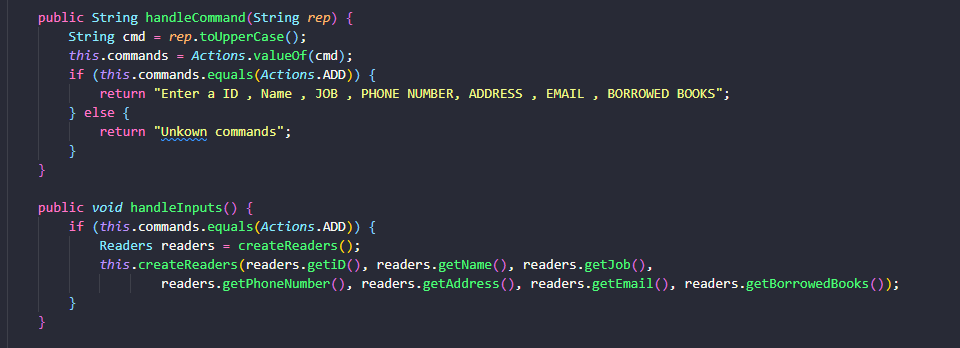 public String handleCommand(String rep) {
String cmd = rep.toUpperCase();
this.commands = Actions.valueOf(cmd);
if (this.commands.equals(Actions.ADD)) {
return "Enter a ID , Name , JOB , PHONE NUMBER, ADDRESS , EMAIL , BORROWED BOOKS";
} else {
return "Unkown commands";
}
}
public void handleInputs() {
if (this.commands.equals(Actions.ADD)) {
Readers readers = createReaders();
this.createReaders(readers.getiD(), readers.getName(), readers.getJob(),
readers.getPhoneNumber(), readers.getAddress(), readers.getEmail(), readers.getBorrowedBooks());
}
}